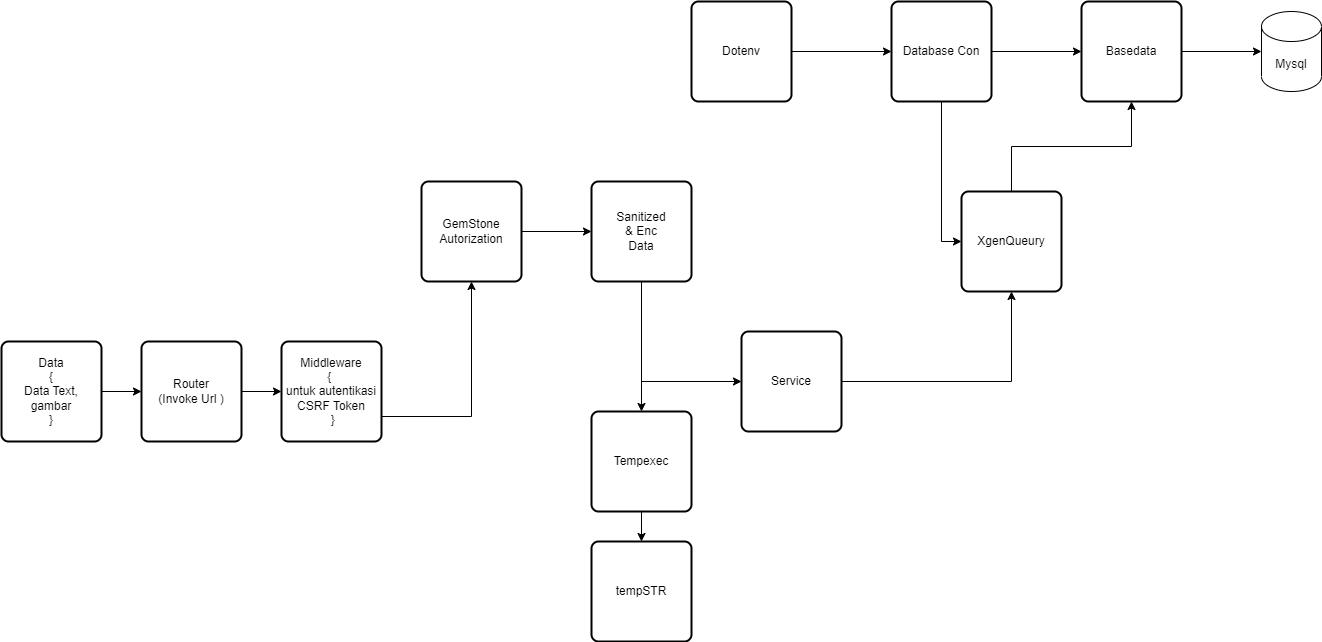 Dotenv
Database Con
Basedata
Mysql
GemStone
Autorization
Sanitized
& Enc
Data
XgenQueury
Data
{
Data Text,
gambar
}
Router
(Invoke Url )
Middleware
{
untuk autentikasi
CSRF Token
}
Service
Tempexec
tempSTR